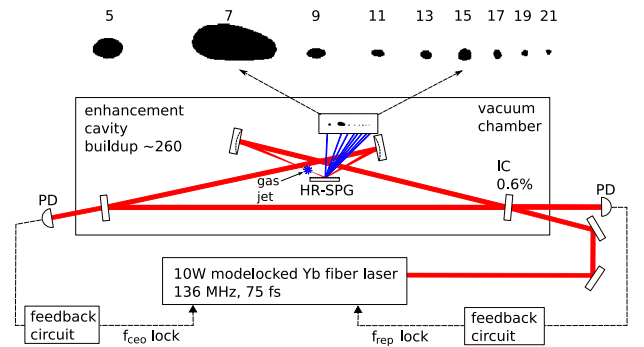 5 7 9 11 13 15 17 19 21
enhancement
cavity
buildup ~260
vacuum
chamber
gas
jet
HR-SPG
IC
0.6%
PD
PD
10W modelocked Yb fiber laser
136 MHz, 75 fs
feedback
circuit
fceo lock
frep lock
feedback
circuit